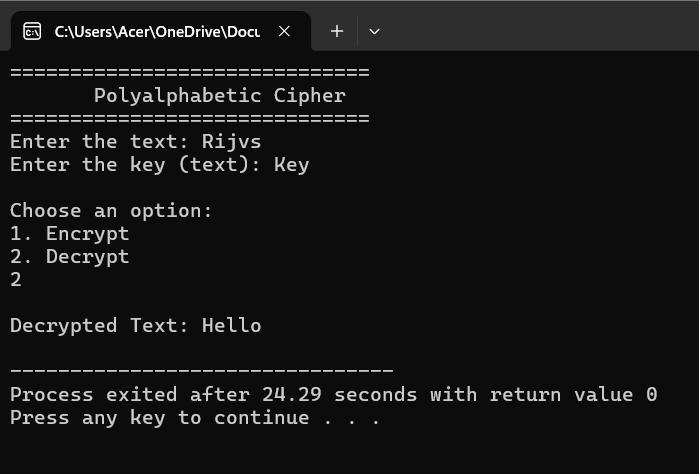 C:\Users\Acer\OneDrive\Docu
==============================
Polyalphabetic Cipher
==============================
Enter the text: Rijvs
Enter the key (text): Key
Choose an option:
1. Encrypt
2. Decrypt
2
Decrypted Text: Hello
--------------------------------
Process exited after 24.29 seconds with return value 0
Press any key to continue . . .